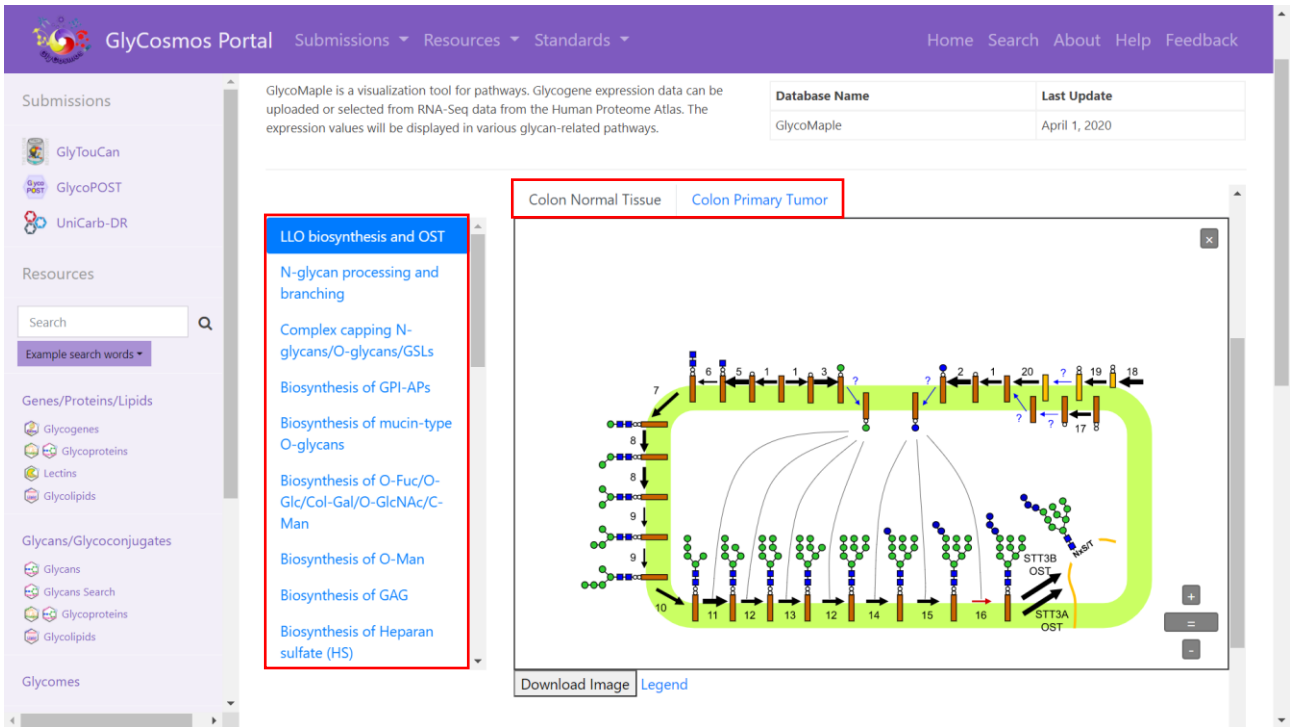 GlyCosmos Portal Submissions Resources Standards Home Search About Help Feedback
Submissions
GlyTouCan
GlycoPOST
UniCarb-DR
Resources
Search
Example search words
Genes/Proteins/Lipids
Glycogenes
Glycoproteins
Lectins
Glycolipids
Glycans/Glycoconjugates
Glycans
Glycans Search
Glycoproteins
Glycolipids
Glycomes
GlycoMaple is a visualization tool for pathways. Glycogene expression data can be
uploaded or selected from RNA-Seq data from the Human Proteome Atlas. The
expression values will be displayed in various glycan-related pathways.
Database Name Last Update
GlycoMaple April 1, 2020
LLO biosynthesis and OST
N-glycan processing and
branching
Complex capping N-
glycans/O-glycans/GSLs
Biosynthesis of GPI-APs
Biosynthesis of mucin-type
O-glycans
Biosynthesis of O-Fuc/O-
Glc/Col-Gal/O-GlcNAc/C-
Man
Biosynthesis of O-Man
Biosynthesis of GAG
Biosynthesis of Heparan
sulfate (HS)
Colon Normal Tissue Colon Primary Tumor
×
6 5 1 1 3 ? ? 2 1 20 ? 19 18
7
? ? 17
8
8
9
9
10
11 12 13 12 14 15 16
STT3B
OST
NxS/T
STT3A
OST
+
=
-
Download Image Legend